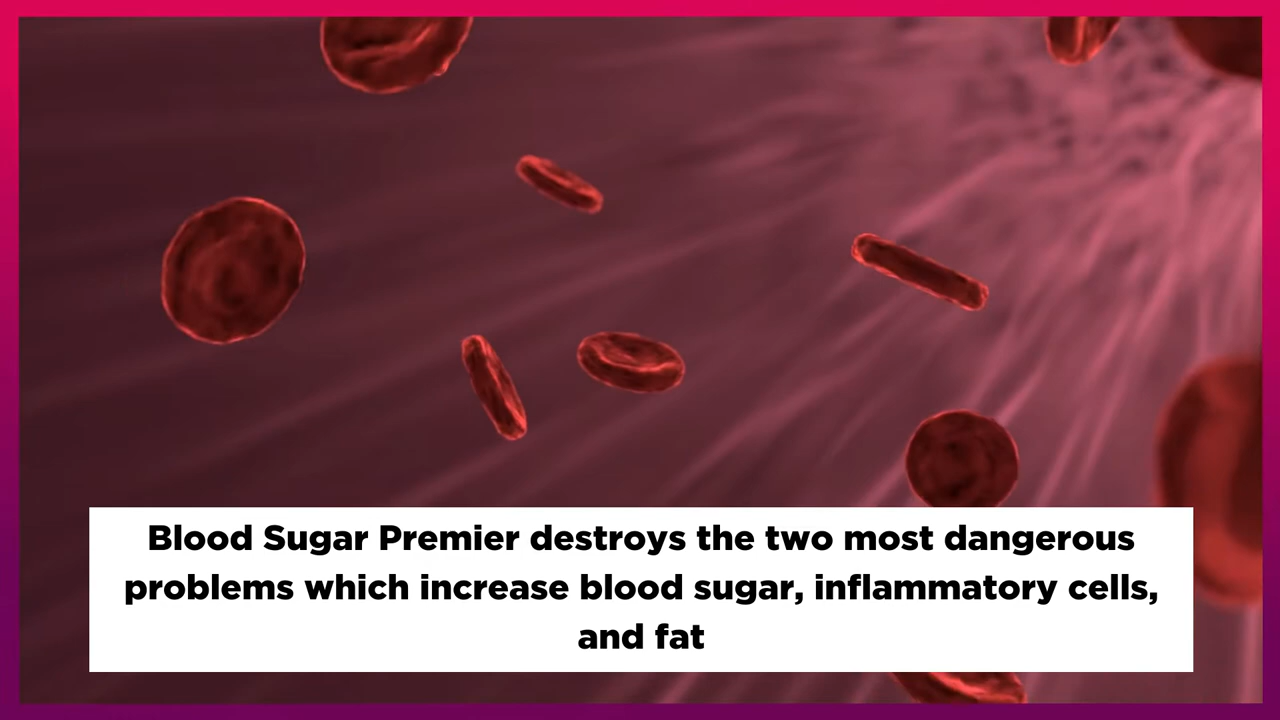 Blood Sugar Premier destroys the two most dangerous
problems which increase blood sugar, inflammatory cells,
and fat